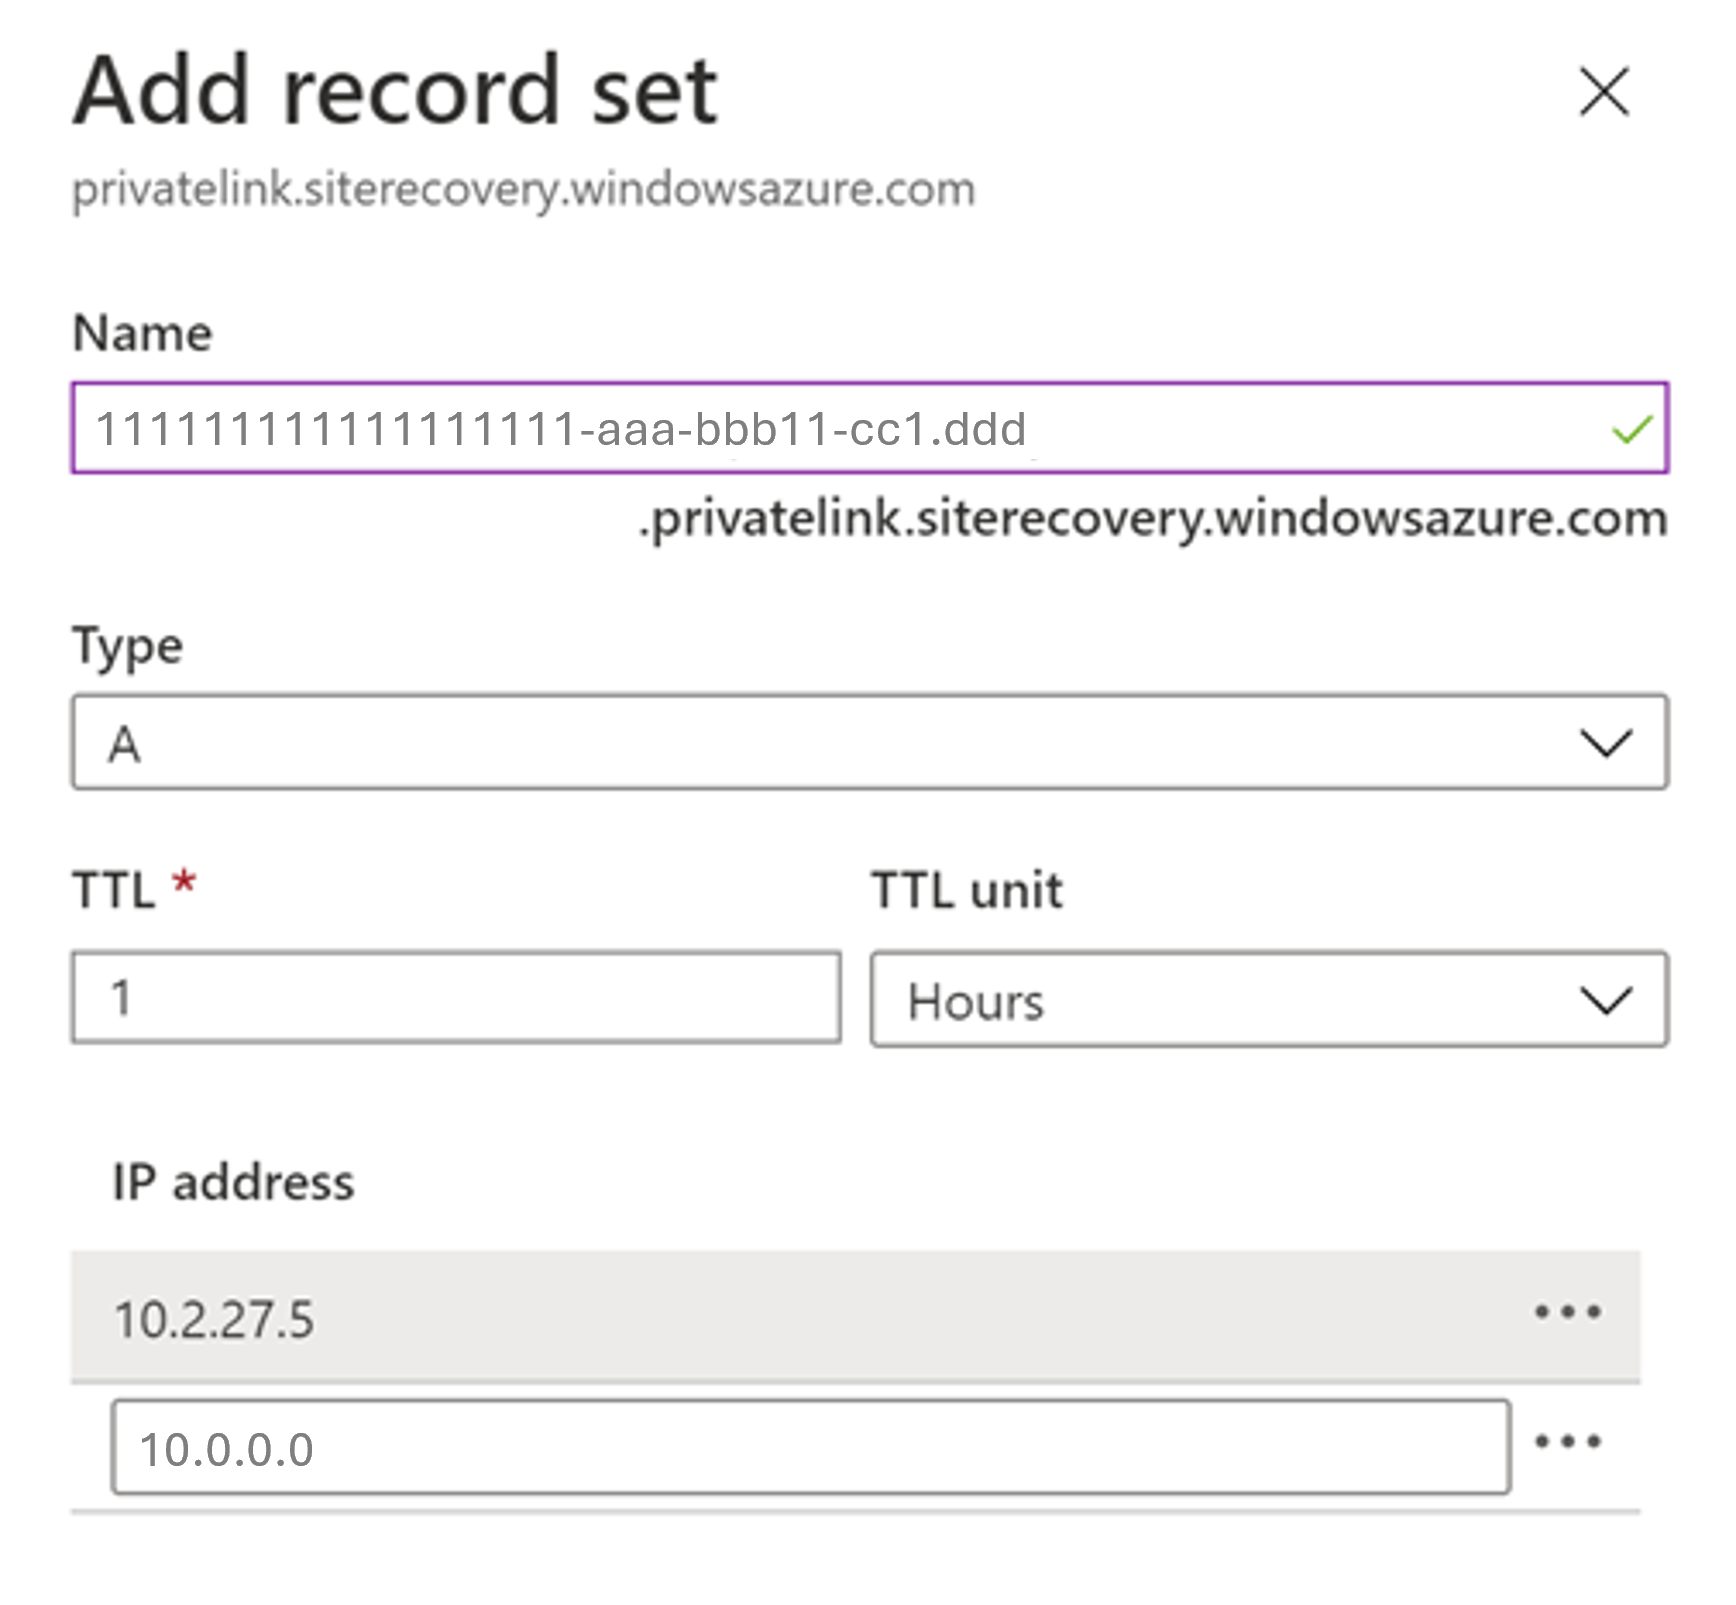 Add record set
privatelink.siterecovery.windowsazure.com
Name
111111111111111111-aaa-bbb11-cc1.ddd
.privatelink.siterecovery.windowsazure.com
Type
A
TTL *
TTL unit
1
Hours
IP address
10.2.27.5
10.0.0.0